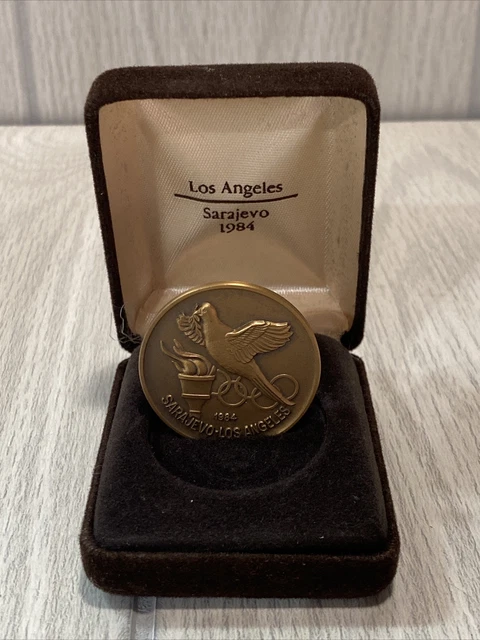 Los Angeles
Sarajevo
1984
1984
SARAJEVO-LOS ANGELES